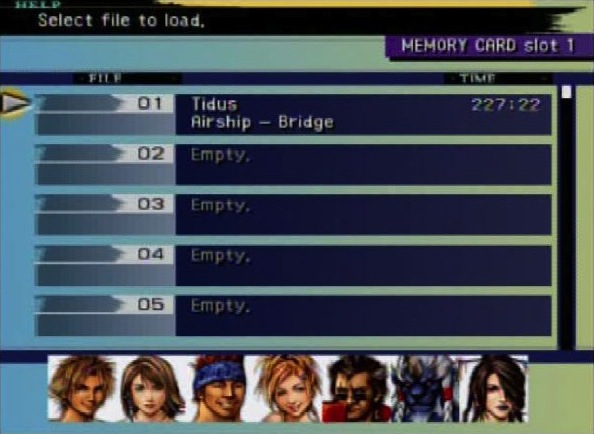 HELP
Select file to load.
MEMORY CARD slot 1
FILE
TIME
01
Tidus
227:22
Airship – Bridge
02
Empty.
03
Empty.
04
Empty.
05
Empty.